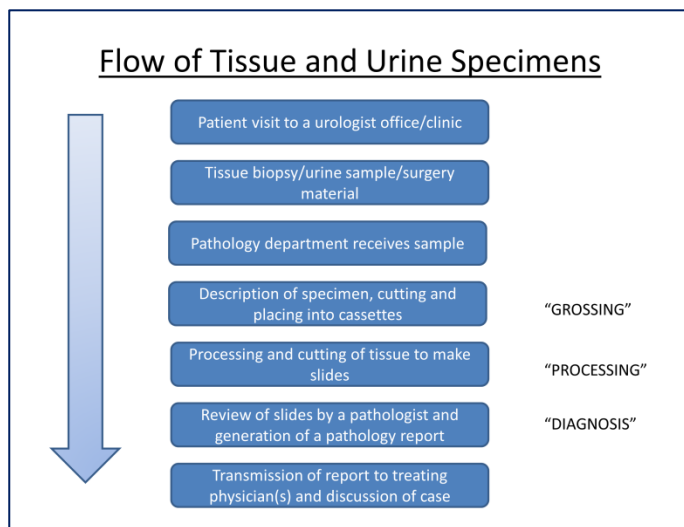 Flow of Tissue and Urine Specimens
Patient visit to a urologist office/clinic
Tissue biopsy/urine sample/surgery
material
Pathology department receives sample
Description of specimen, cutting and
placing into cassettes
“GROSSING”
Processing and cutting of tissue to make
slides
“PROCESSING”
Review of slides by a pathologist and
generation of a pathology report
“DIAGNOSIS”
Transmission of report to treating
physician(s) and discussion of case